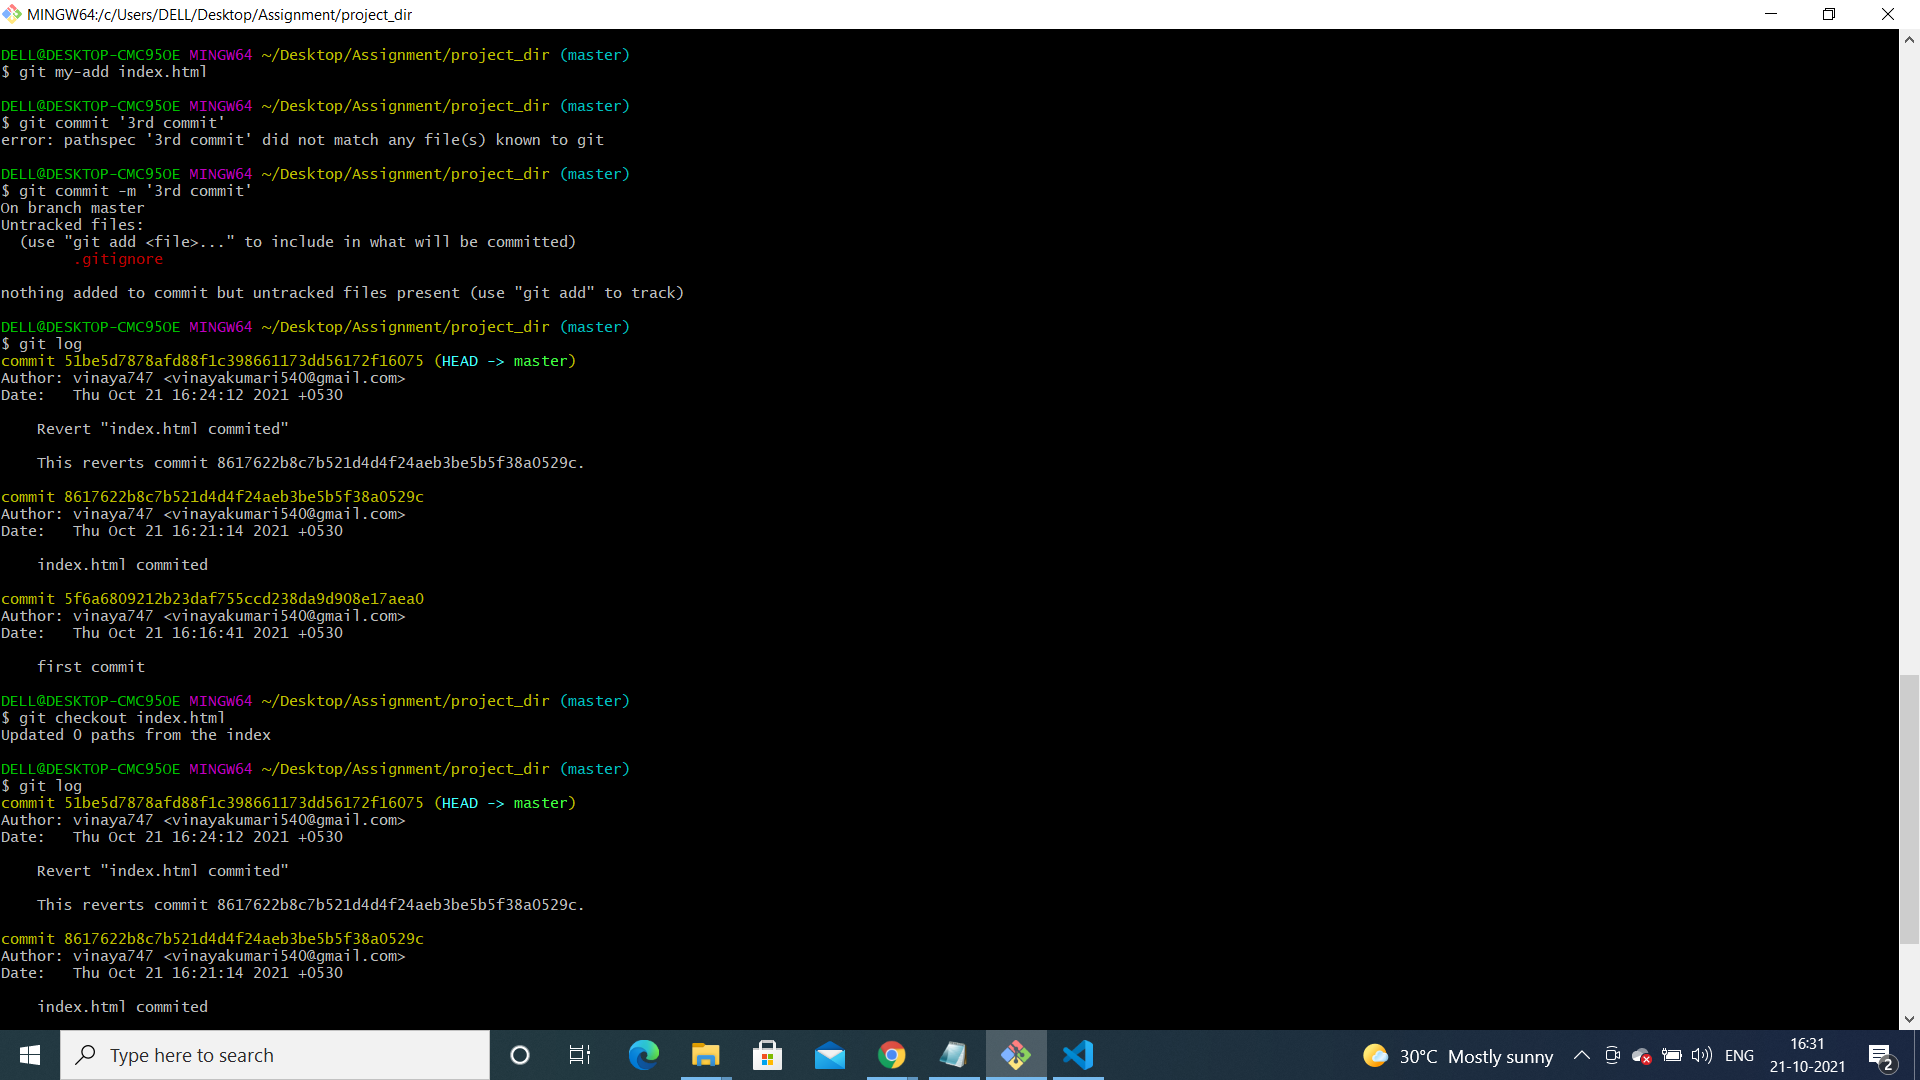 MINGW64:/c/Users/DELL/Desktop/Assignment/project_dir
DELL@DESKTOP-CMC95OE MINGW64 ~/Desktop/Assignment/project_dir (master)
$ git my-add index.html
DELL@DESKTOP-CMC95OE MINGW64 ~/Desktop/Assignment/project_dir (master)
$ git commit '3rd commit'
error: pathspec '3rd commit' did not match any file(s) known to git
DELL@DESKTOP-CMC95OE MINGW64 ~/Desktop/Assignment/project_dir (master)
$ git commit -m '3rd commit'
On branch master
Untracked files:
  (use "git add <file>..." to include in what will be committed)
        .gitignore
nothing added to commit but untracked files present (use "git add" to track)
DELL@DESKTOP-CMC95OE MINGW64 ~/Desktop/Assignment/project_dir (master)
$ git log
commit 51be5d7878afd88f1c398661173dd56172f16075 (HEAD -> master)
Author: vinaya747 <vinayakumari540@gmail.com>
Date:   Thu Oct 21 16:24:12 2021 +0530
    Revert "index.html commited"
    This reverts commit 8617622b8c7b521d4d4f24aeb3be5b5f38a0529c.
commit 8617622b8c7b521d4d4f24aeb3be5b5f38a0529c
Author: vinaya747 <vinayakumari540@gmail.com>
Date:   Thu Oct 21 16:21:14 2021 +0530
    index.html commited
commit 5f6a6809212b23daf755ccd238da9d908e17aea0
Author: vinaya747 <vinayakumari540@gmail.com>
Date:   Thu Oct 21 16:16:41 2021 +0530
    first commit
DELL@DESKTOP-CMC95OE MINGW64 ~/Desktop/Assignment/project_dir (master)
$ git checkout index.html
Updated 0 paths from the index
DELL@DESKTOP-CMC95OE MINGW64 ~/Desktop/Assignment/project_dir (master)
$ git log
commit 51be5d7878afd88f1c398661173dd56172f16075 (HEAD -> master)
Author: vinaya747 <vinayakumari540@gmail.com>
Date:   Thu Oct 21 16:24:12 2021 +0530
    Revert "index.html commited"
    This reverts commit 8617622b8c7b521d4d4f24aeb3be5b5f38a0529c.
commit 8617622b8c7b521d4d4f24aeb3be5b5f38a0529c
Author: vinaya747 <vinayakumari540@gmail.com>
Date:   Thu Oct 21 16:21:14 2021 +0530
    index.html commited
Type here to search
30°C Mostly sunny
ENG
16:31
21-10-2021
2